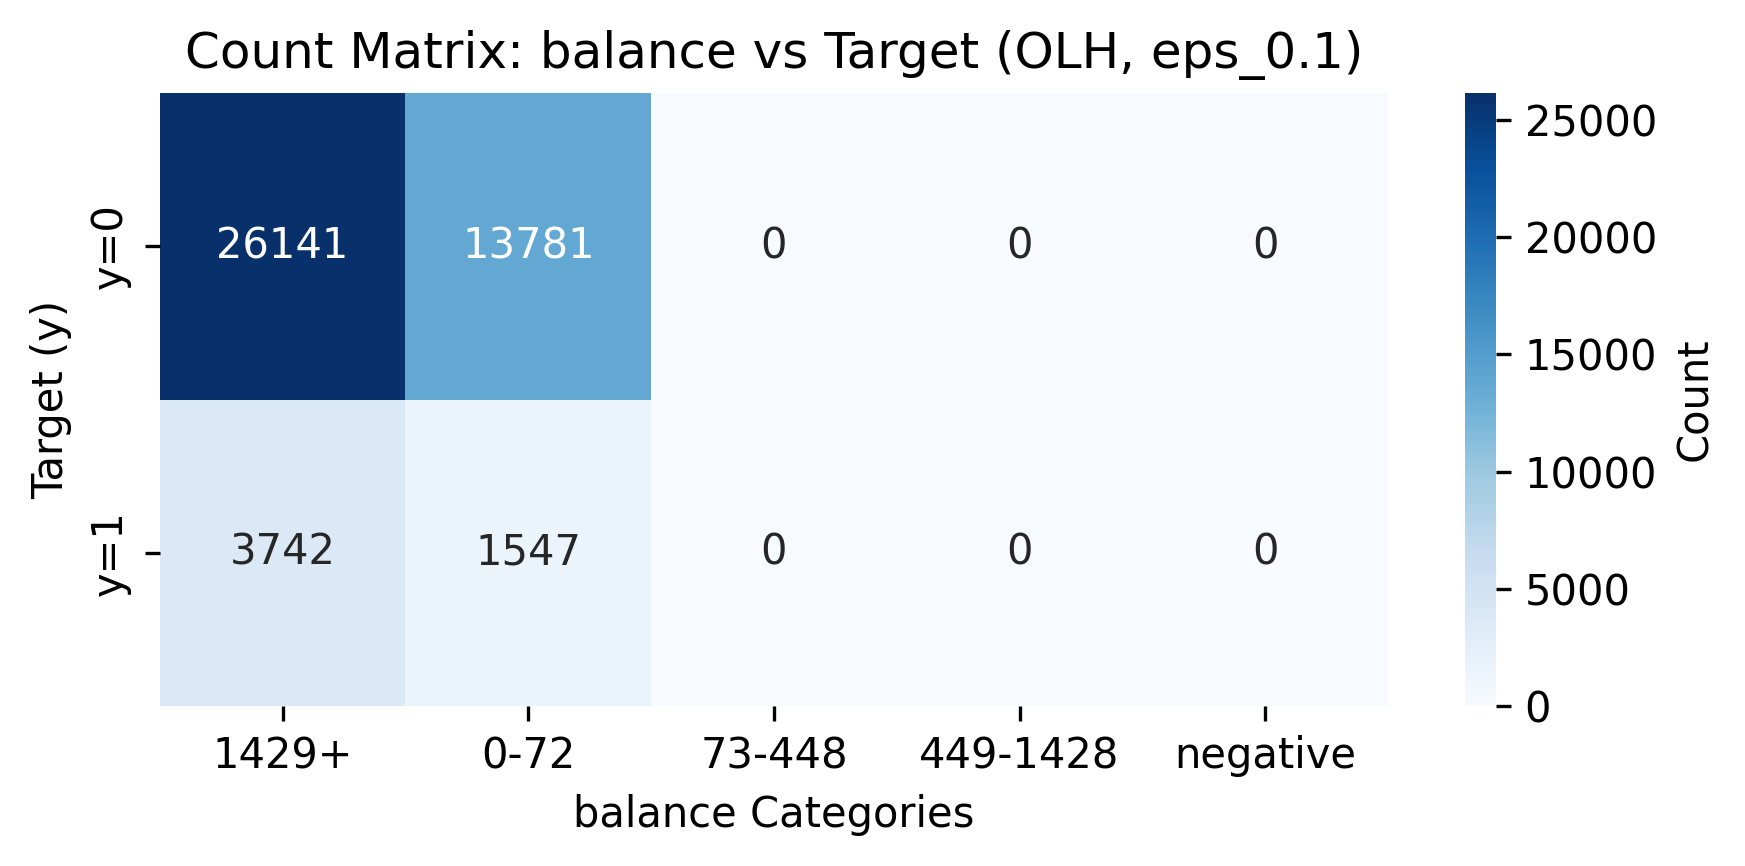 Count Matrix: balance vs Target (OLH, eps_0.1)
Target (y)
y=0
26141 13781 0 0 0
y=1
3742 1547 0 0 0
1429+ 0-72 73-448 449-1428 negative
balance Categories
25000
20000
15000
10000
5000
0
Count